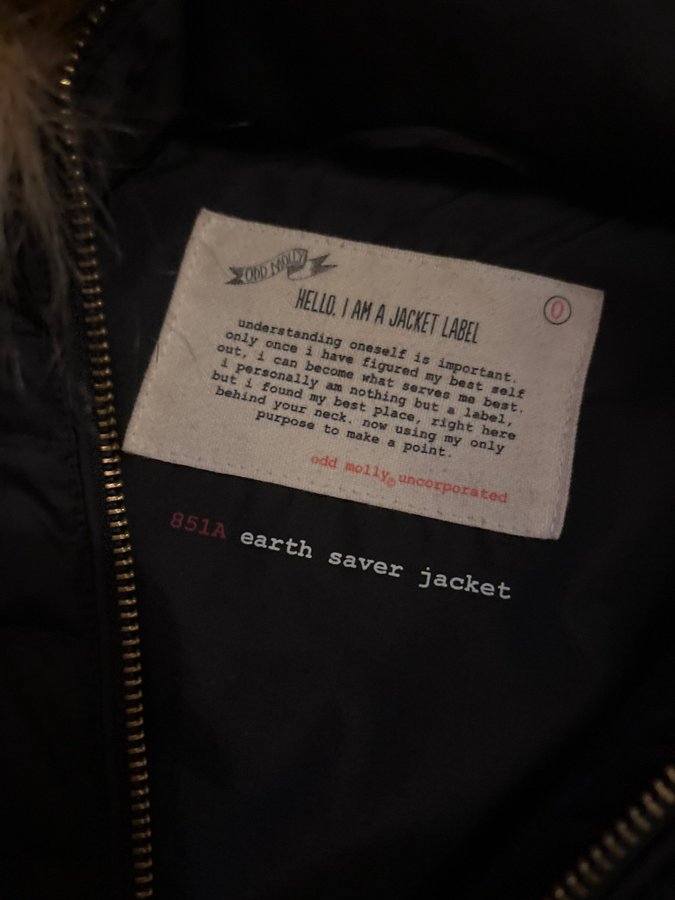 ODD MOLLY
0
HELLO, I AM A JACKET LABEL
understanding oneself is important.
only once i have figured my best self
out, i can become what serves me best.
i personally am nothing but a label,
but i found my best place, right here
behind your neck. now using my only
purpose to make a point.
odd molly© uncorporated
851A earth saver jacket